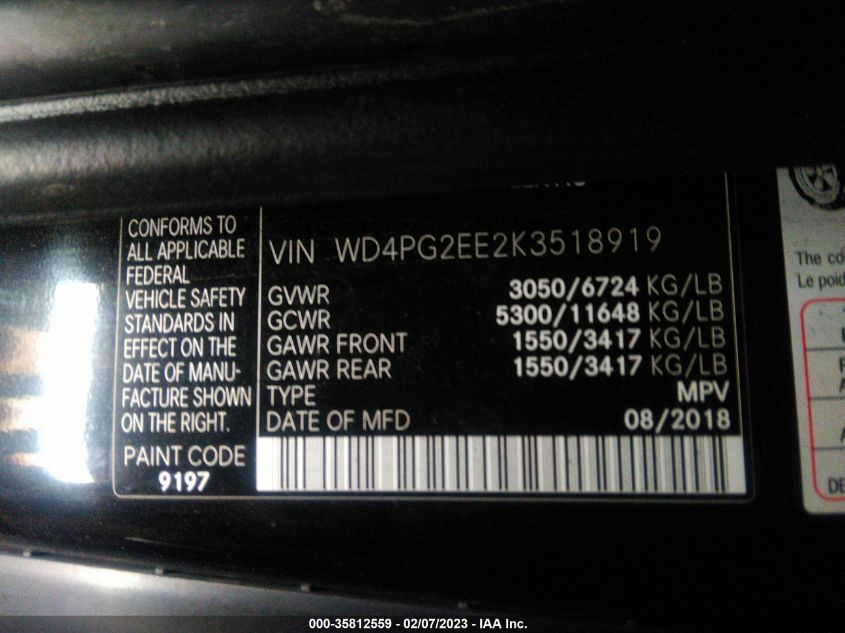 CONFORMS TO
ALL APPLICABLE
FEDERAL
VEHICLE SAFETY
STANDARDS IN
EFFECT ON THE
DATE OF MANU-
FACTURE SHOWN
ON THE RIGHT.
PAINT CODE
9197
VIN WD4PG2EE2K3518919
GVWR 3050/6724 KG/LB
GCWR 5300/11648 KG/LB
GAWR FRONT 1550/3417 KG/LB
GAWR REAR 1550/3417 KG/LB
TYPE MPV
DATE OF MFD 08/2018
The
Le
000-35812559 - 02/07/2023 - IAA Inc.